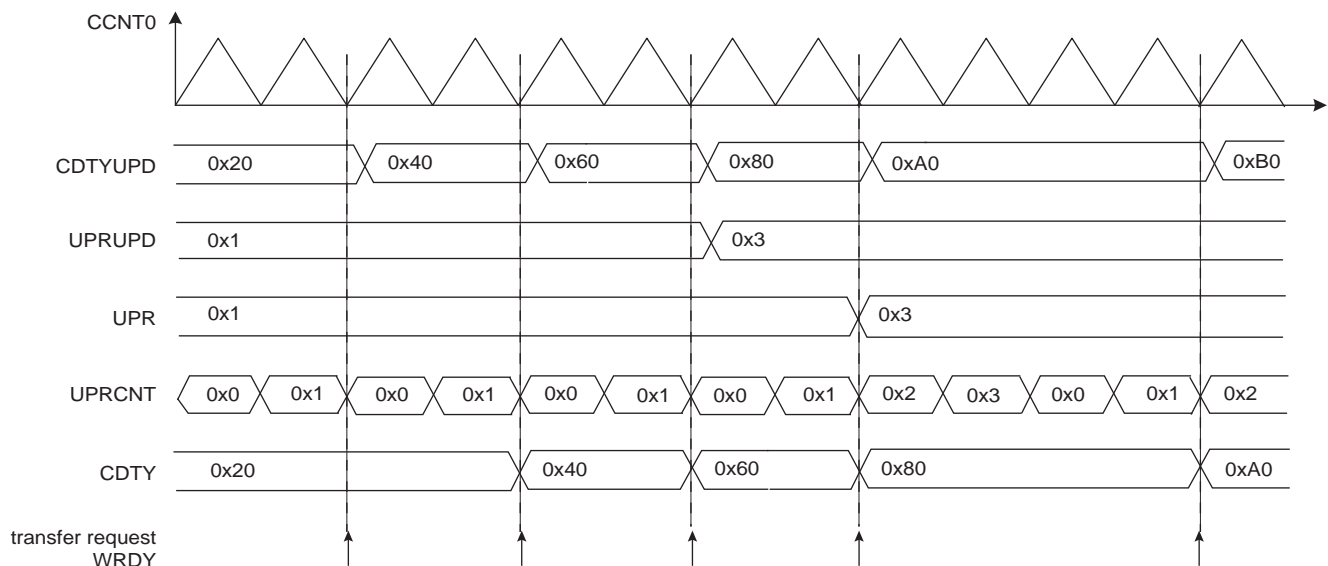 CCNT0
CDTYUPD 0x20 0x40 0x60 0x80 0xA0 0xB0
UPRUPD 0x1 0x3
UPR 0x1 0x3
UPRCNT 0x0 0x1 0x0 0x1 0x0 0x1 0x0 0x1 0x2 0x3 0x0 0x1 0x2
CDTY 0x20 0x40 0x60 0x80 0xA0
transfer request
WRDY